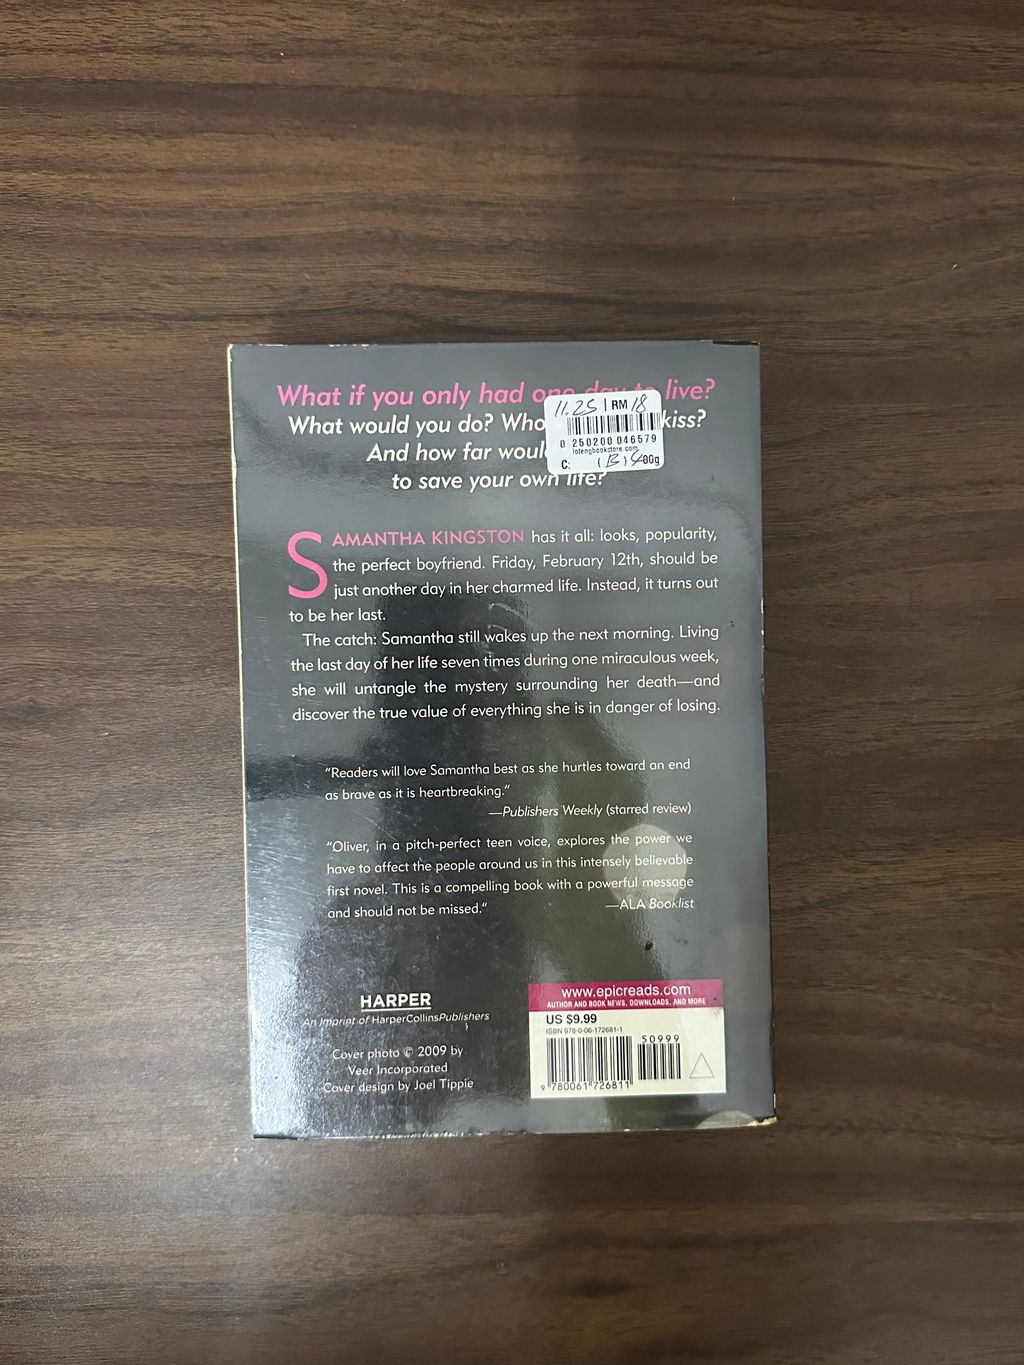 What if you only had one day to live?
What would you do? Who kiss?
And how far would
to save your own life?
11.25 | RM 18
0 250200 046579
lotengbookstore.com
C: (B) 400g
SAMANTHA KINGSTON has it all: looks, popularity,
the perfect boyfriend. Friday, February 12th, should be
just another day in her charmed life. Instead, it turns out
to be her last.
The catch: Samantha still wakes up the next morning. Living
the last day of her life seven times during one miraculous week,
she will untangle the mystery surrounding her death—and
discover the true value of everything she is in danger of losing.
"Readers will love Samantha best as she hurtles toward an end
as brave as it is heartbreaking."
—Publishers Weekly (starred review)
"Oliver, in a pitch-perfect teen voice, explores the power we
have to affect the people around us in this intensely believable
first novel. This is a compelling book with a powerful message
and should not be missed." —ALA Booklist
HARPER
An Imprint of HarperCollinsPublishers
Cover photo © 2009 by
Veer Incorporated
Cover design by Joel Tippie
www.epicreads.com
AUTHOR AND BOOK NEWS, DOWNLOADS, AND MORE
US $9.99
ISBN 978-0-06-172681-1
50999
9 780061 726811